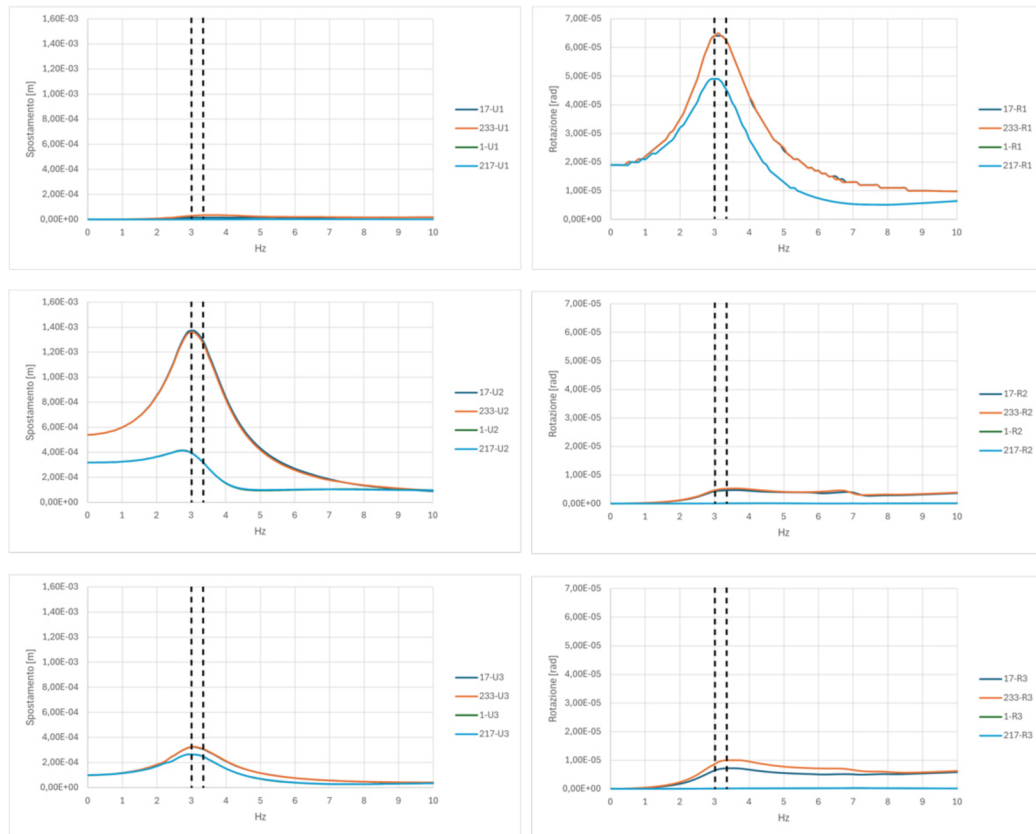 1,60E-03
1,40E-03
1,20E-03
1,00E-03
8,00E-04
6,00E-04
4,00E-04
2,00E-04
0,00E+00
Spostamento [m]
0 1 2 3 4 5 6 7 8 9 10
Hz
17-U1
233-U1
1-U1
217-U1
7,00E-05
6,00E-05
5,00E-05
4,00E-05
3,00E-05
2,00E-05
1,00E-05
0,00E+00
Rotazione [rad]
0 1 2 3 4 5 6 7 8 9 10
Hz
17-R1
233-R1
1-R1
217-R1
1,60E-03
1,40E-03
1,20E-03
1,00E-03
8,00E-04
6,00E-04
4,00E-04
2,00E-04
0,00E+00
Spostamento [m]
0 1 2 3 4 5 6 7 8 9 10
Hz
17-U2
233-U2
1-U2
217-U2
7,00E-05
6,00E-05
5,00E-05
4,00E-05
3,00E-05
2,00E-05
1,00E-05
0,00E+00
Rotazione [rad]
0 1 2 3 4 5 6 7 8 9 10
Hz
17-R2
233-R2
1-R2
217-R2
1,60E-03
1,40E-03
1,20E-03
1,00E-03
8,00E-04
6,00E-04
4,00E-04
2,00E-04
0,00E+00
Spostamento [m]
0 1 2 3 4 5 6 7 8 9 10
Hz
17-U3
233-U3
1-U3
217-U3
7,00E-05
6,00E-05
5,00E-05
4,00E-05
3,00E-05
2,00E-05
1,00E-05
0,00E+00
Rotazione [rad]
0 1 2 3 4 5 6 7 8 9 10
Hz
17-R3
233-R3
1-R3
217-R3